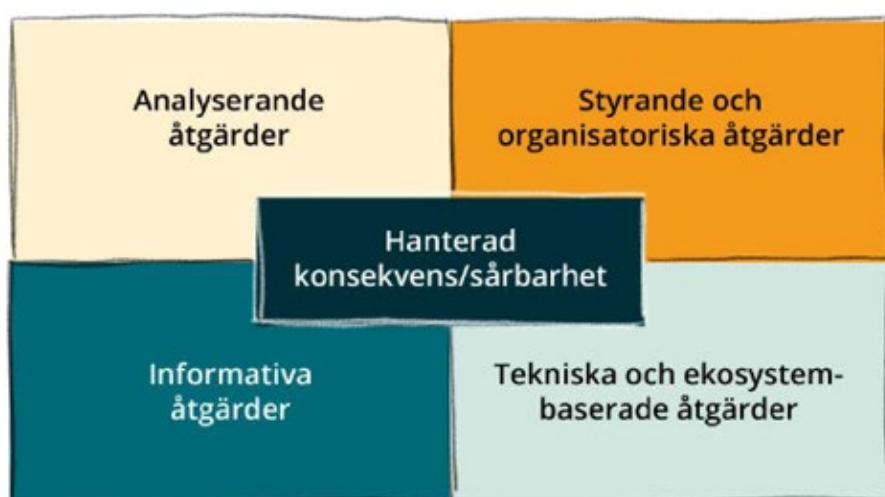 Analyserande
åtgärder
Styrande och
organisatoriska åtgärder
Hanterad
konsekvens/sårbarhet
Informativa
åtgärder
Tekniska och ekosystem-
baserade åtgärder